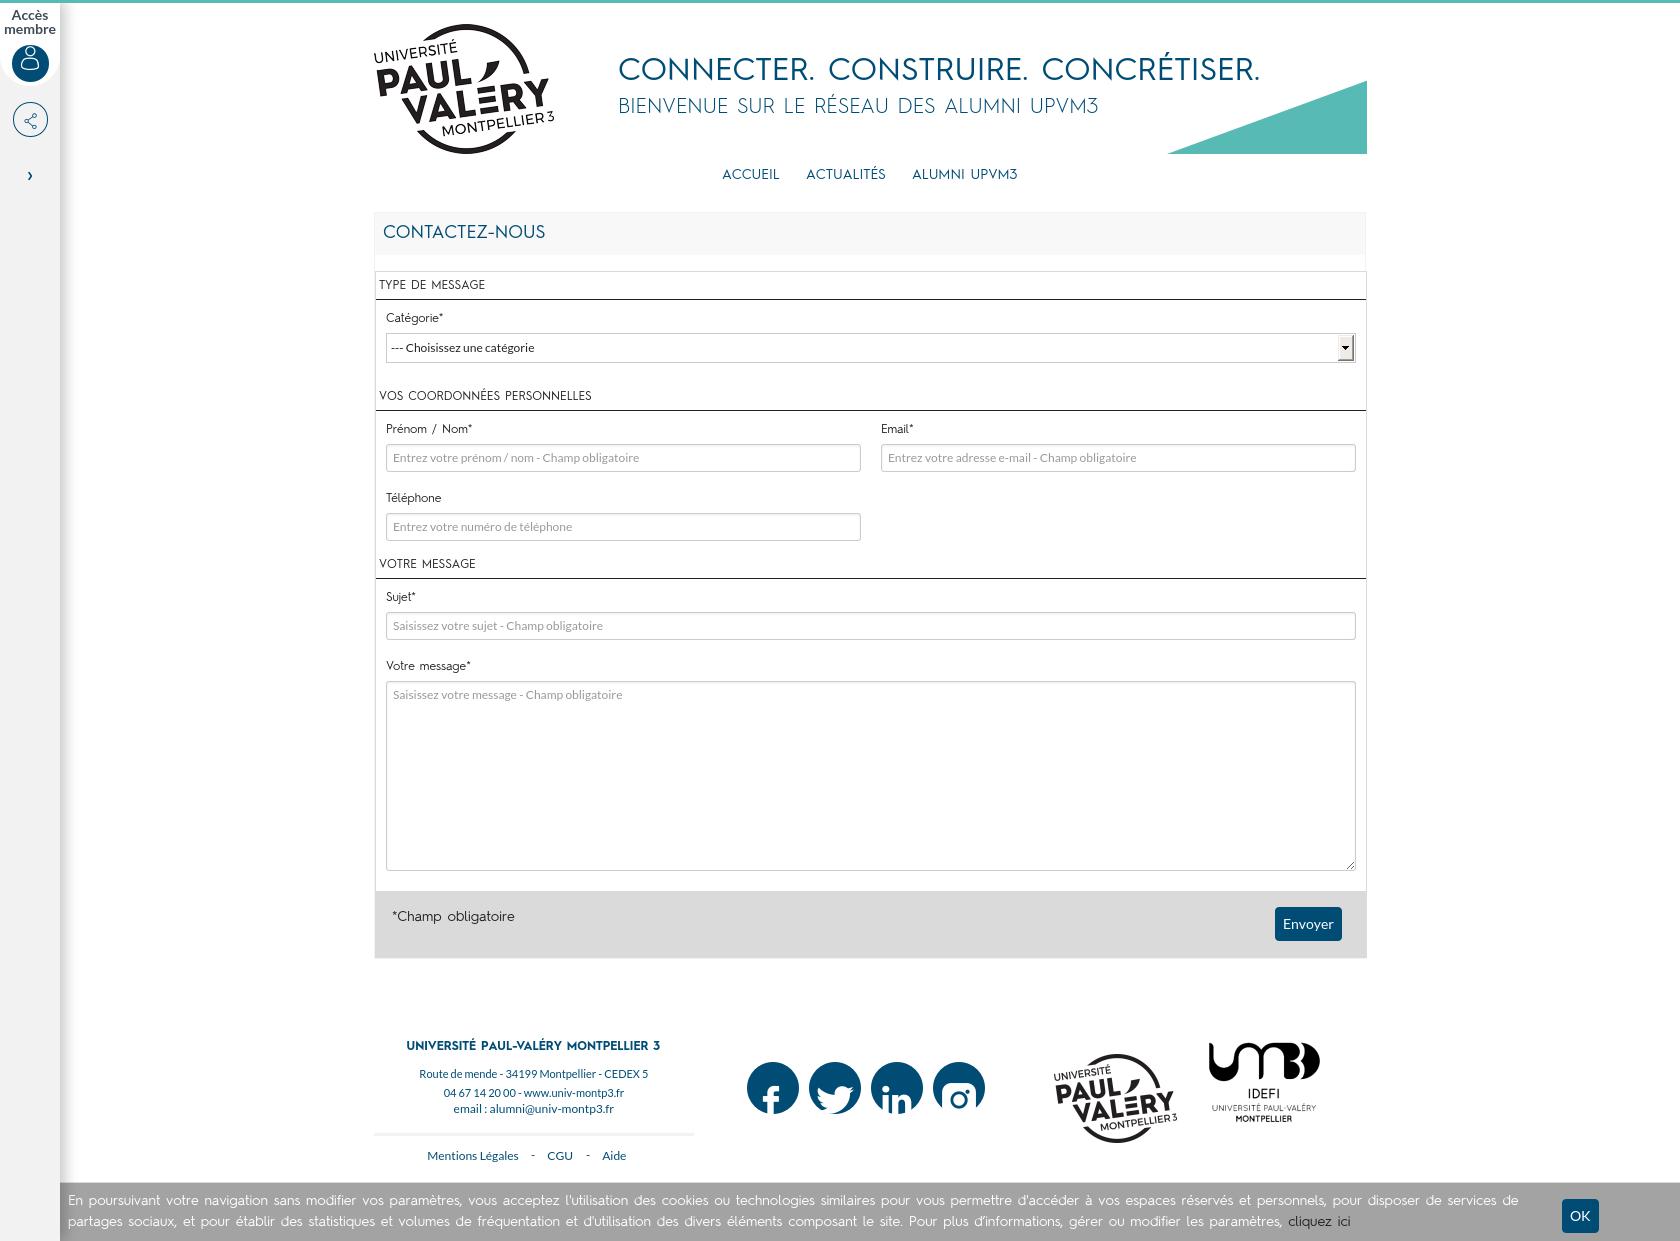 Accès
membre
UNIVERSITÉ
PAUL
VALÉRY
MONTPELLIER 3
CONNECTER. CONSTRUIRE. CONCRÉTISER.
BIENVENUE SUR LE RÉSEAU DES ALUMNI UPVM3
ACCUEIL ACTUALITÉS ALUMNI UPVM3
CONTACTEZ-NOUS
TYPE DE MESSAGE
Catégorie*
--- Choisissez une catégorie
VOS COORDONNÉES PERSONNELLES
Prénom / Nom* Email*
Entrez votre prénom / nom - Champ obligatoire Entrez votre adresse e-mail - Champ obligatoire
Téléphone
Entrez votre numéro de téléphone
VOTRE MESSAGE
Sujet*
Saisissez votre sujet - Champ obligatoire
Votre message*
Saisissez votre message - Champ obligatoire
*Champ obligatoire
Envoyer
UNIVERSITÉ PAUL-VALÉRY MONTPELLIER 3
Route de mende - 34199 Montpellier - CEDEX 5
04 67 14 20 00 - www.univ-montp3.fr
email : alumni@univ-montp3.fr
Mentions Légales - CGU - Aide
UNIVERSITÉ
PAUL
VALÉRY
MONTPELLIER 3
um3
IDEFI
UNIVERSITÉ PAUL-VALÉRY
MONTPELLIER
En poursuivant votre navigation sans modifier vos paramètres, vous acceptez l'utilisation des cookies ou technologies similaires pour vous permettre d'accéder à vos espaces réservés et personnels, pour disposer de services de
partages sociaux, et pour établir des statistiques et volumes de fréquentation et d'utilisation des divers éléments composant le site. Pour plus d’informations, gérer ou modifier les paramètres, cliquez ici
OK